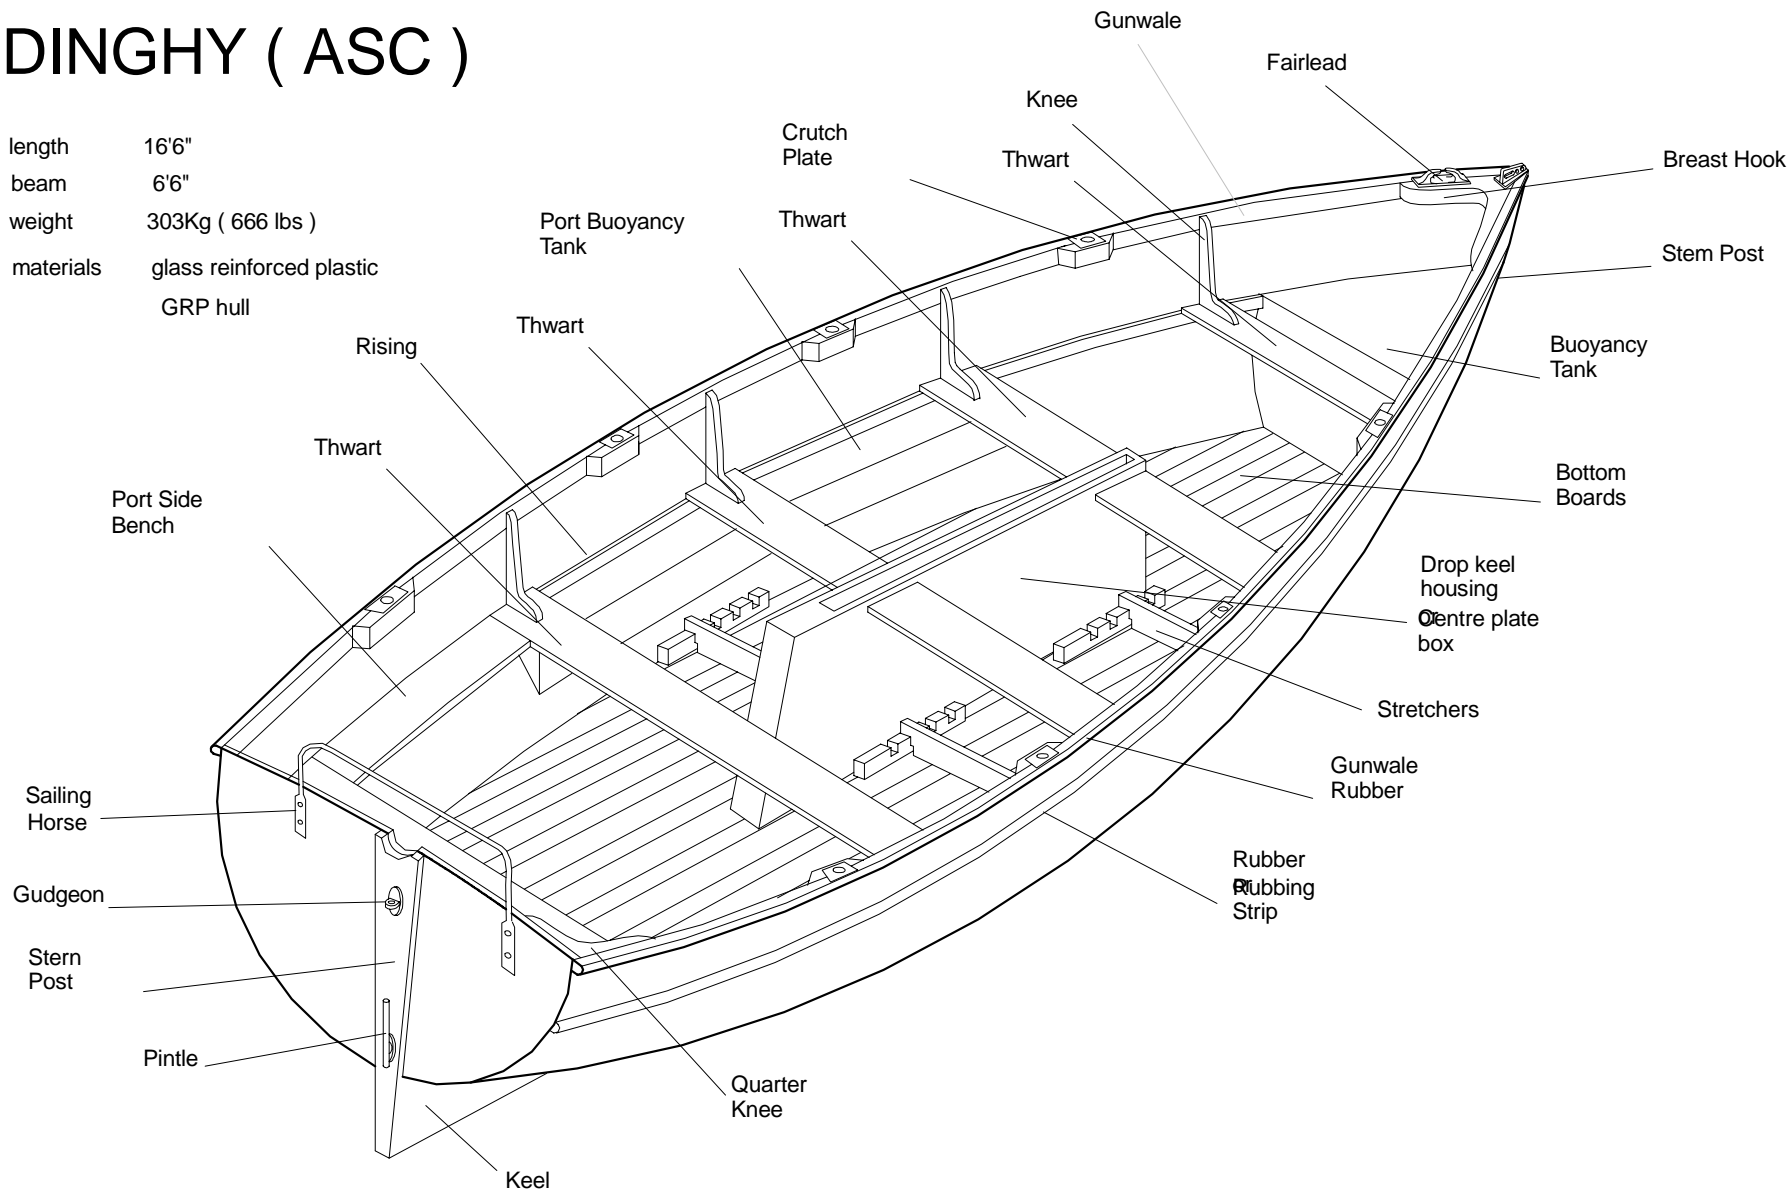 DINGHY ( ASC )
length 16'6"
beam 6'6"
weight 303Kg ( 666 lbs )
materials glass reinforced plastic
GRP hull
Gunwale
Fairlead
Knee
Crutch
Plate
Thwart
Breast Hook
Port Buoyancy
Tank
Thwart
Stem Post
Thwart
Rising
Buoyancy
Tank
Thwart
Port Side
Bench
Bottom
Boards
Drop keel
housing
or
Centre plate
box
Stretchers
Gunwale
Rubber
Sailing
Horse
Rubber
or
Rubbing
Strip
Gudgeon
Stern
Post
Pintle
Quarter
Knee
Keel